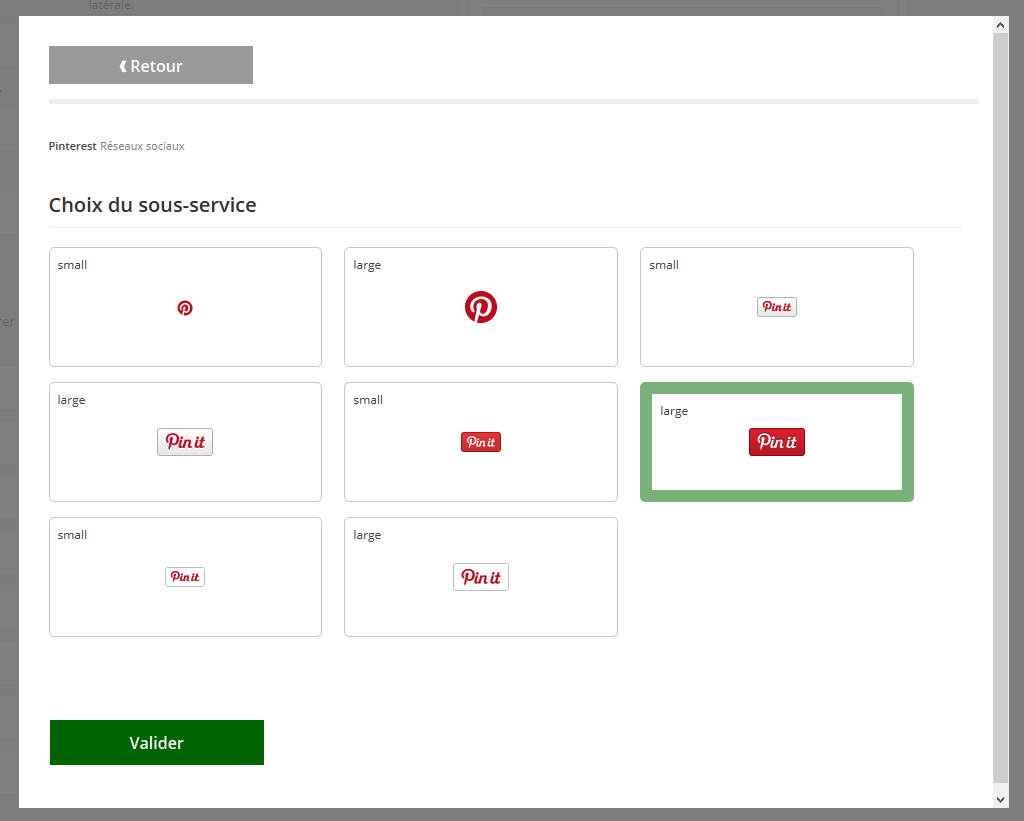 latérale.
Retour
Pinterest Réseaux sociaux
Choix du sous-service
small
large
small
Pin it
large
Pin it
small
Pin it
large
Pin it
small
Pin it
large
Pin it
rer
Valider